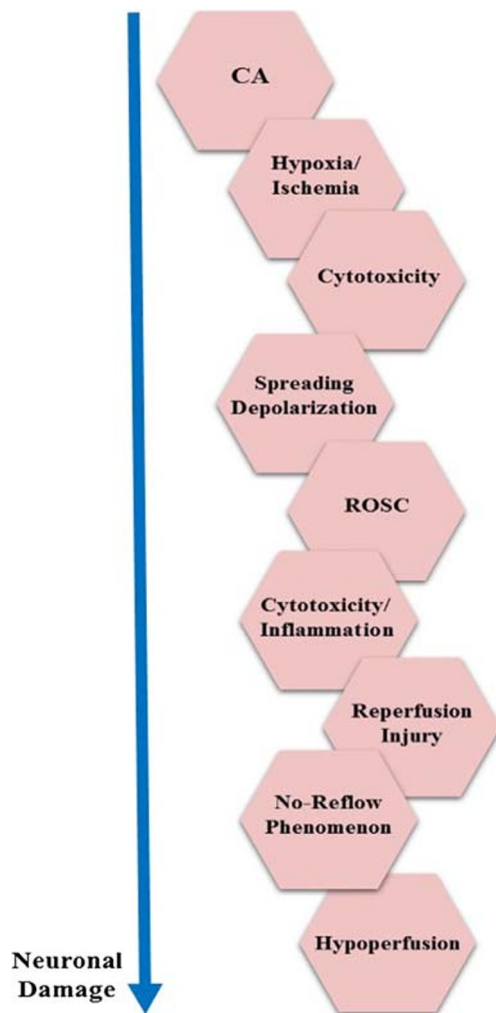 CA
Hypoxia/
Ischemia
Cytotoxicity
Spreading
Depolarization
ROSC
Cytotoxicity/
Inflammation
Reperfusion
Injury
No-Reflow
Phenomenon
Hypoperfusion
Neuronal
Damage